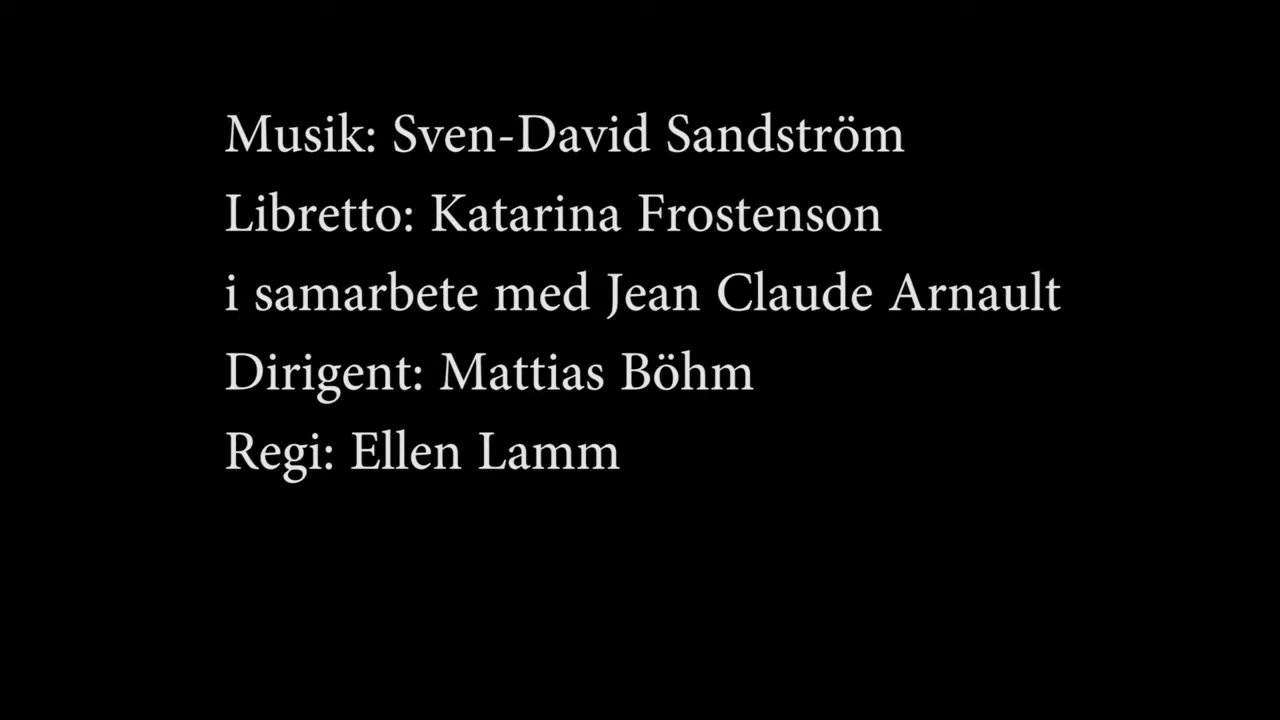 Musik: Sven-David Sandström
Libretto: Katarina Frostenson
i samarbete med Jean Claude Arnault
Dirigent: Mattias Böhm
Regi: Ellen Lamm